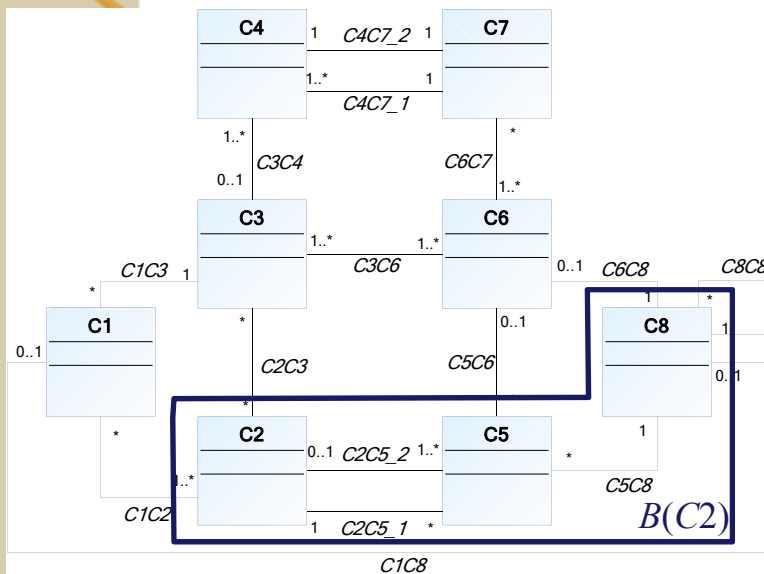 C4 1 C4C7_2 1 C7
1..* C4C7_1 1
1..* C3C4 0..1
C6C7 * 1..*
C3 1..* C3C6 1..* C6
C1C3 1 *
0..1 C6C8 1
C8C8 * 1
C1 0..1
C8 0..1
* C2C3 *
0..1 C5C6
C2 0..1 C2C5_2 1..* C5
* 1..* C1C2
1 C2C5_1 *
* C5C8 1
B(C2)
C1C8